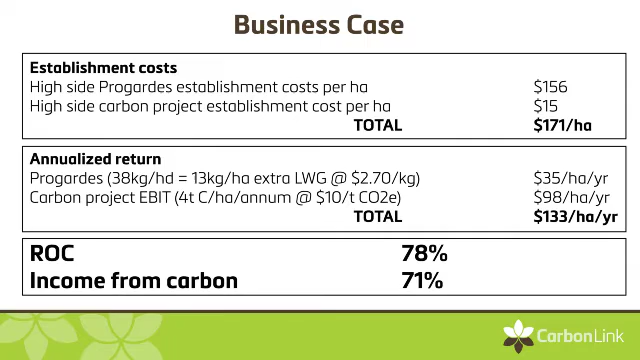 Business Case
Establishment costs
High side Progardes establishment costs per ha $156
High side carbon project establishment cost per ha $15
TOTAL $171/ha
Annualized return
Progardes (38kg/hd = 13kg/ha extra LWG @ $2.70/kg) $35/ha/yr
Carbon project EBIT (4t C/ha/annum @ $10/t CO2e) $98/ha/yr
TOTAL $133/ha/yr
ROC 78%
Income from carbon 71%
CarbonLink